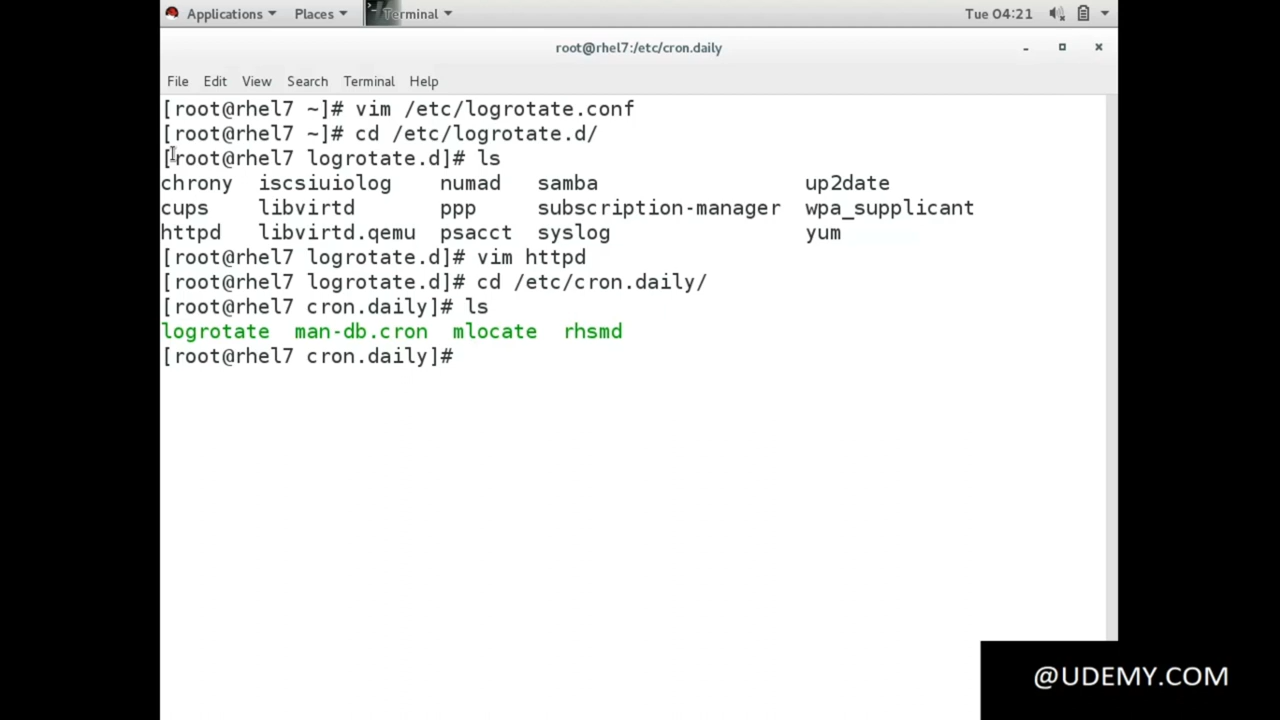 Applications Places Terminal Tue 04:21
root@rhel7:/etc/cron.daily
File Edit View Search Terminal Help
[root@rhel7 ~]# vim /etc/logrotate.conf
[root@rhel7 ~]# cd /etc/logrotate.d/
[root@rhel7 logrotate.d]# ls
chrony iscsiuiolog numad samba up2date
cups libvirtd ppp subscription-manager wpa_supplicant
httpd libvirtd.qemu psacct syslog yum
[root@rhel7 logrotate.d]# vim httpd
[root@rhel7 logrotate.d]# cd /etc/cron.daily/
[root@rhel7 cron.daily]# ls
logrotate man-db.cron mlocate rhsmd
[root@rhel7 cron.daily]#
@UDEMY.COM